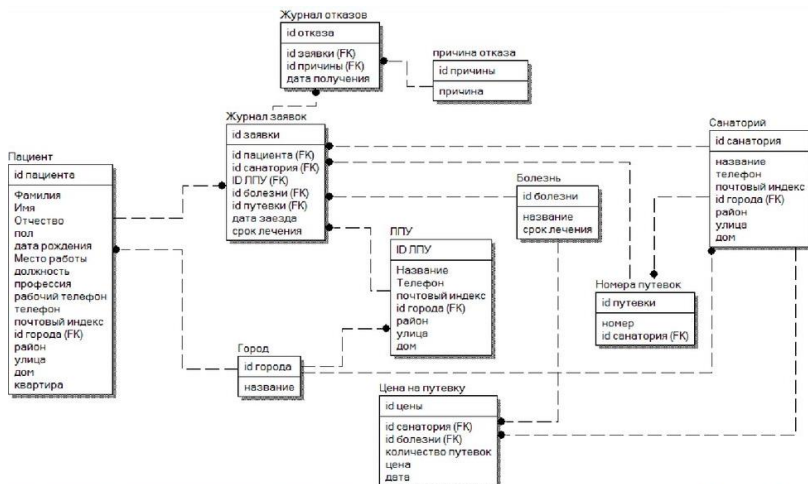 Журнал отказов
id отказа
id заявки (FK)
id причины (FK)
дата получения
причина отказа
id причины
причина
Журнал заявок
id заявки
id пациента (FK)
id санатория (FK)
ID ЛПУ (FK)
id болезни (FK)
id путевки (FK)
дата заезда
срок лечения
Санаторий
id санатория
название
телефон
почтовый индекс
id города (FK)
район
улица
дом
Пациент
id пациента
Фамилия
Имя
Отчество
пол
дата рождения
Место работы
должность
профессия
рабочий телефон
телефон
почтовый индекс
id города (FK)
район
улица
дом
квартира
Болезнь
id болезни
название
срок лечения
ЛПУ
ID ЛПУ
Название
Телефон
почтовый индекс
id города (FK)
район
улица
дом
Номера путевок
id путевки
номер
id санатория (FK)
Город
id города
название
Цена на путевку
id цены
id санатория (FK)
id болезни (FK)
количество путевок
цена
дата